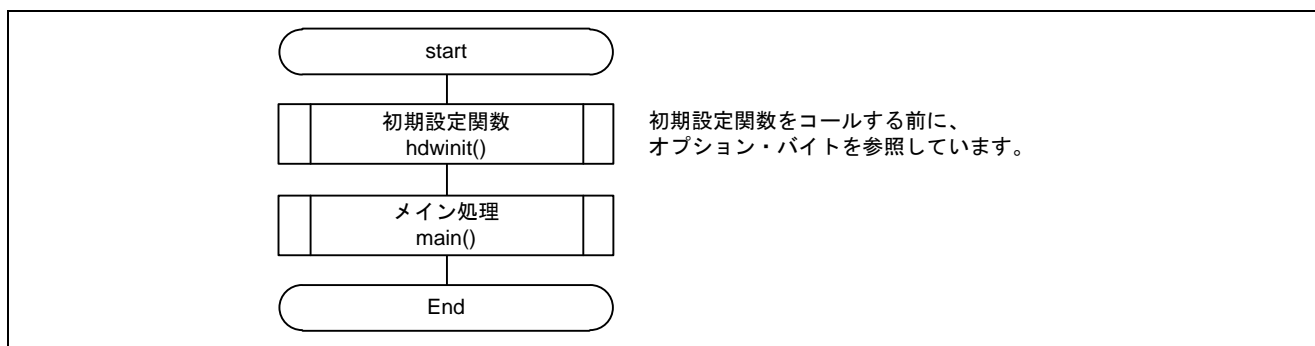 start
初期設定関数
hdwinit()
初期設定関数をコールする前に、
オプション・バイトを参照しています。
メイン処理
main()
End